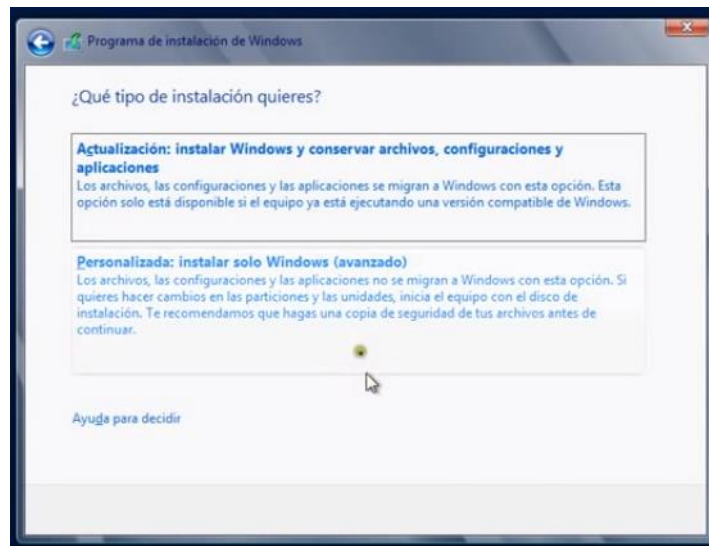 Programa de instalación de Windows
¿Qué tipo de instalación quieres?
Actualización: instalar Windows y conservar archivos, configuraciones y
aplicaciones
Los archivos, las configuraciones y las aplicaciones se migran a Windows con esta opción. Esta
opción solo está disponible si el equipo ya está ejecutando una versión compatible de Windows.
Personalizada: instalar solo Windows (avanzado)
Los archivos, las configuraciones y las aplicaciones no se migran a Windows con esta opción. Si
quieres hacer cambios en las particiones y las unidades, inicia el equipo con el disco de
instalación. Te recomendamos que hagas una copia de seguridad de tus archivos antes de
continuar.
Ayuda para decidir